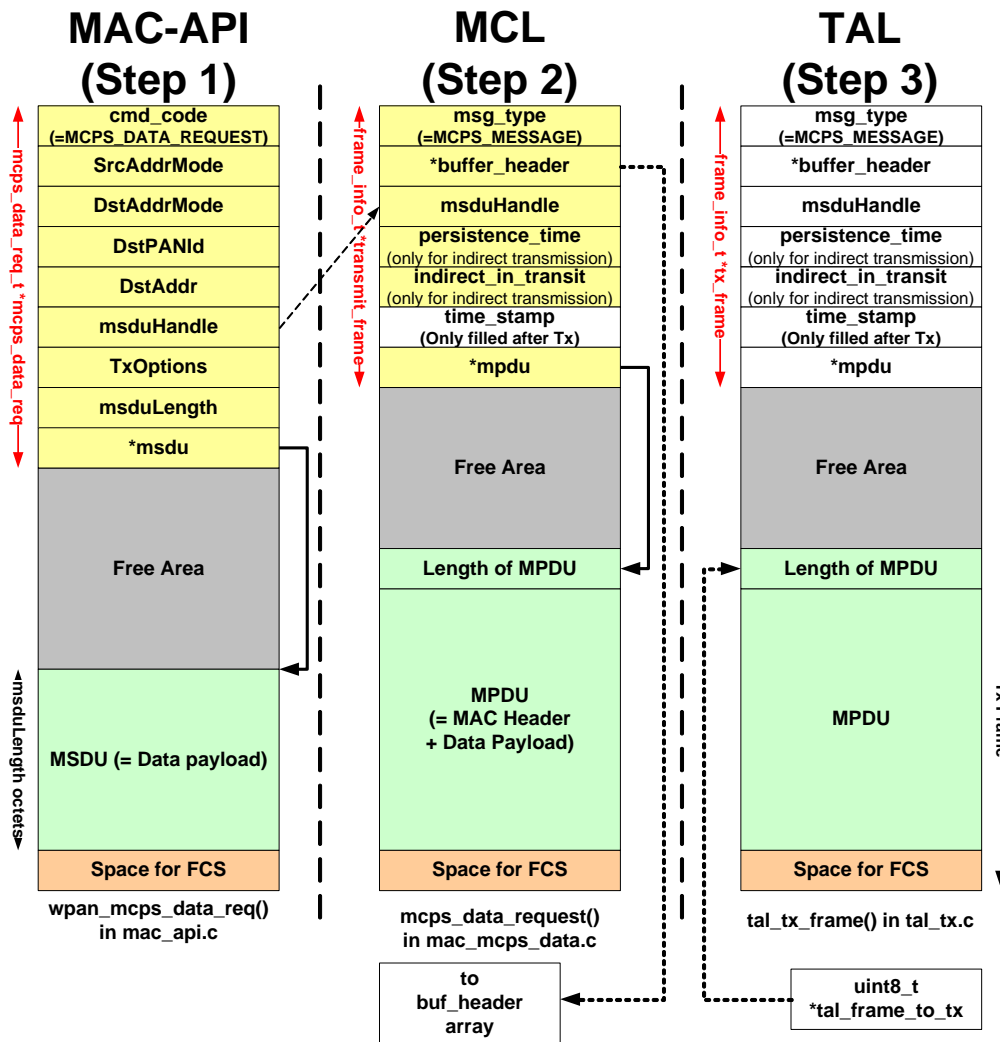 MAC-API
(Step 1)
mcps_data_req_t *mcps_data_req
cmd_code
(=MCPS_DATA_REQUEST)
SrcAddrMode
DstAddrMode
DstPANId
DstAddr
msduHandle
TxOptions
msduLength
*msdu
Free Area
msduLength octets
MSDU (= Data payload)
Space for FCS
wpan_mcps_data_req()
in mac_api.c
MCL
(Step 2)
frame_info_t *transmit_frame
msg_type
(=MCPS_MESSAGE)
*buffer_header
msduHandle
persistence_time
(only for indirect transmission)
indirect_in_transit
(only for indirect transmission)
time_stamp
(Only filled after Tx)
*mpdu
Free Area
Length of MPDU
MPDU
(= MAC Header
+ Data Payload)
Space for FCS
mcps_data_request()
in mac_mcps_data.c
to
buf_header
array
TAL
(Step 3)
frame_info_t *tx_frame
msg_type
(=MCPS_MESSAGE)
*buffer_header
msduHandle
persistence_time
(only for indirect transmission)
indirect_in_transit
(only for indirect transmission)
time_stamp
(Only filled after Tx)
*mpdu
Free Area
Length of MPDU
MPDU
Space for FCS
tal_tx_frame() in tal_tx.c
uint8_t
*tal_frame_to_tx